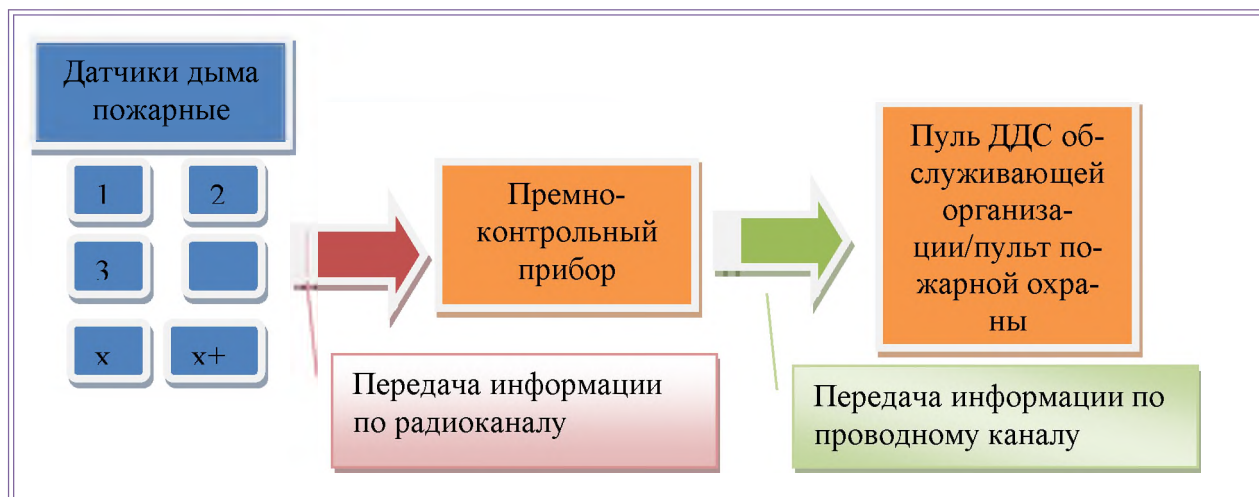 Датчики дыма
пожарные
1 2
3
x x+
Премно-
контрольный
прибор
Пуль ДДС об-
служивающей
организа-
ции/пульт по-
жарной охра-
ны
Передача информации
по радиоканалу
Передача информации по
проводному каналу